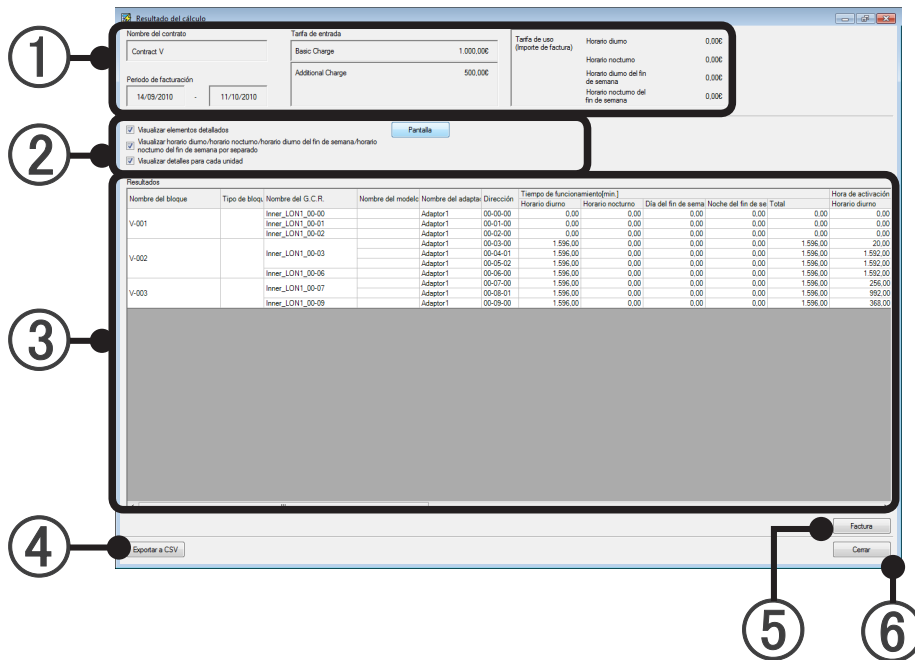 Resultado del cálculo
Nombre del contrato
Contract V
Periodo de facturación
14/09/2010 - 11/10/2010
Tarifa de entrada
Basic Charge 1.000,00€
Additional Charge 500,00€
Tarifa de uso
(Importe de factura)
Horario diurno 0,00€
Horario nocturno 0,00€
Horario diurno del fin
de semana 0,00€
Horario nocturno del
fin de semana 0,00€
①
Visualizar elementos detallados
Pantalla
Visualizar horario diurno/horario nocturno/horario diurno del fin de semana/horario
nocturno del fin de semana por separado
Visualizar detalles para cada unidad
②
Resultados
Nombre del bloque Tipo de bloqu Nombre del G.C.R. Nombre del modelo Nombre del adapta Dirección Tiempo de funcionamiento[min.] Hora de activación
Horario diurno Horario nocturno Día del fin de sema Noche del fin de se Total Horario diurno
V-001 Inner_LON1_00-00 Adaptor1 00-00-00 0,00 0,00 0,00 0,00 0,00 0,00
Inner_LON1_00-01 Adaptor1 00-01-00 0,00 0,00 0,00 0,00 0,00 0,00
Inner_LON1_00-02 Adaptor1 00-02-00 0,00 0,00 0,00 0,00 0,00 0,00
V-002 Inner_LON1_00-03 Adaptor1 00-03-00 1.596,00 0,00 0,00 0,00 1.596,00 20,00
Adaptor1 00-04-01 1.596,00 0,00 0,00 0,00 1.596,00 1.592,00
Adaptor1 00-05-02 1.596,00 0,00 0,00 0,00 1.596,00 1.592,00
Inner_LON1_00-06 Adaptor1 00-06-00 1.596,00 0,00 0,00 0,00 1.596,00 1.592,00
V-003 Inner_LON1_00-07 Adaptor1 00-07-00 1.596,00 0,00 0,00 0,00 1.596,00 256,00
Adaptor1 00-08-01 1.596,00 0,00 0,00 0,00 1.596,00 992,00
Inner_LON1_00-09 Adaptor1 00-09-00 1.596,00 0,00 0,00 0,00 1.596,00 368,00
③
Factura
④
Exportar a CSV
Cerrar
⑤
⑥